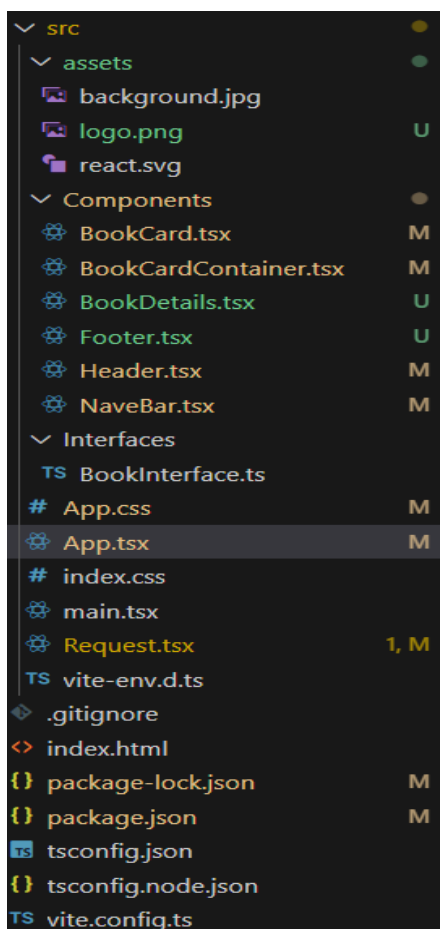 src
assets
background.jpg
logo.png U
react.svg
Components
BookCard.tsx M
BookCardContainer.tsx M
BookDetails.tsx U
Footer.tsx U
Header.tsx M
NaveBar.tsx M
Interfaces
TS BookInterface.ts
# App.css M
App.tsx M
# index.css
main.tsx
Request.tsx 1, M
TS vite-env.d.ts
.gitignore
<> index.html
{} package-lock.json M
{} package.json M
TS tsconfig.json
{} tsconfig.node.json
TS vite.config.ts